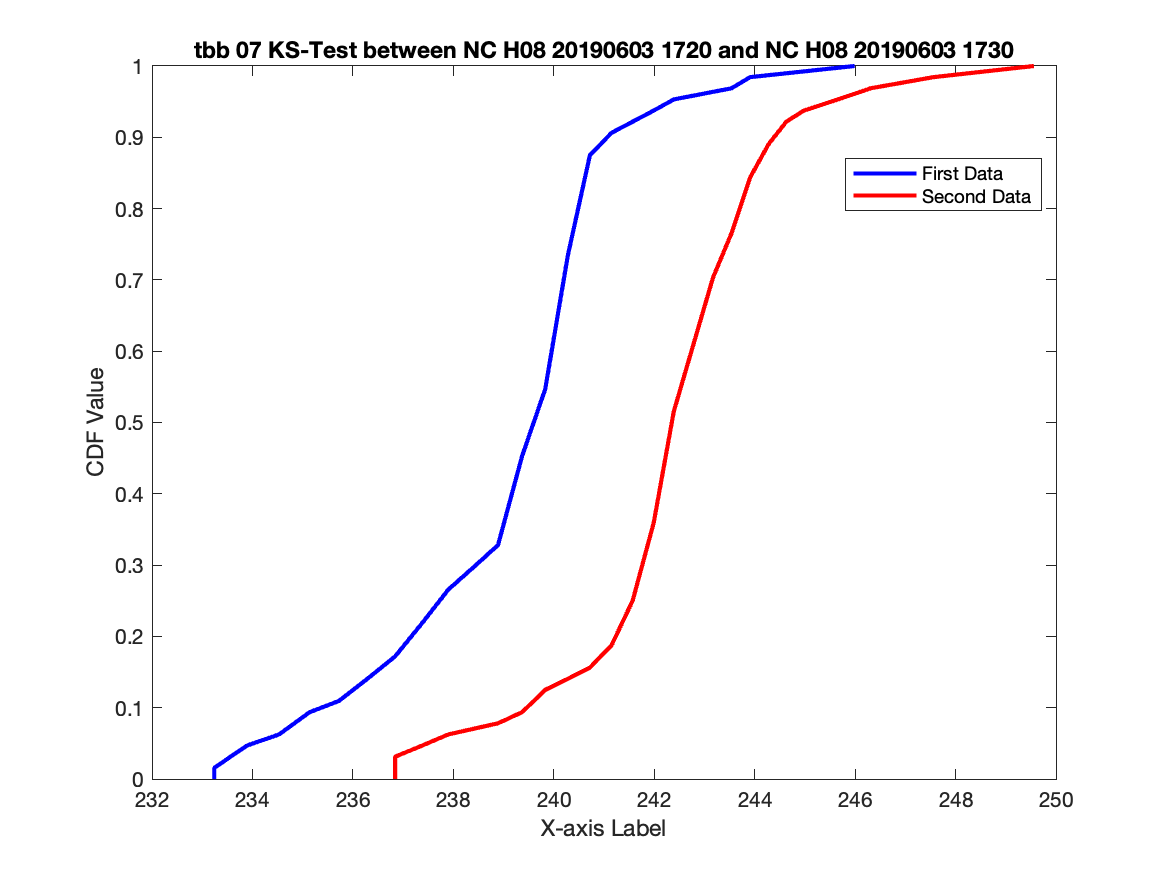 tbb 07 KS-Test between NC H08 20190603 1720 and NC H08 20190603 1730
1
0.9
0.8
0.7
0.6
0.5
0.4
0.3
0.2
0.1
0
CDF Value
First Data
Second Data
232 234 236 238 240 242 244 246 248 250
X-axis Label